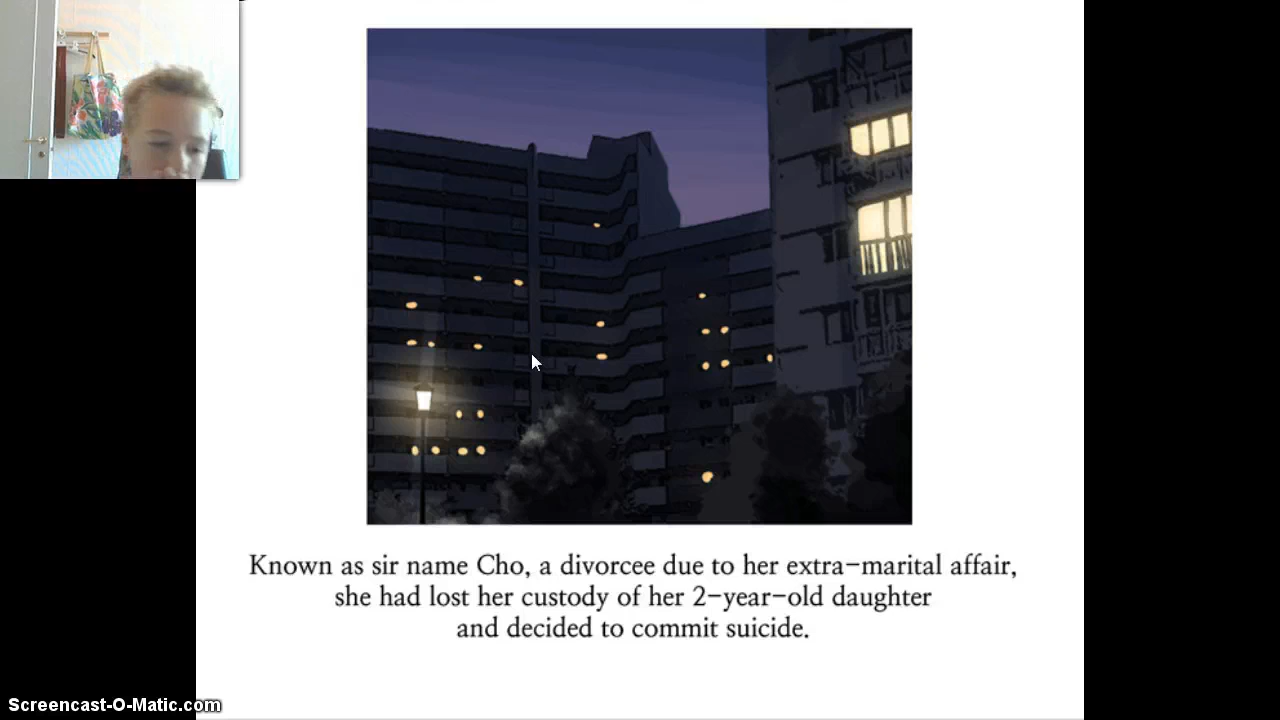 Known as sir name Cho, a divorcee due to her extra-marital affair,
she had lost her custody of her 2-year-old daughter
and decided to commit suicide.
Screencast-O-Matic.com